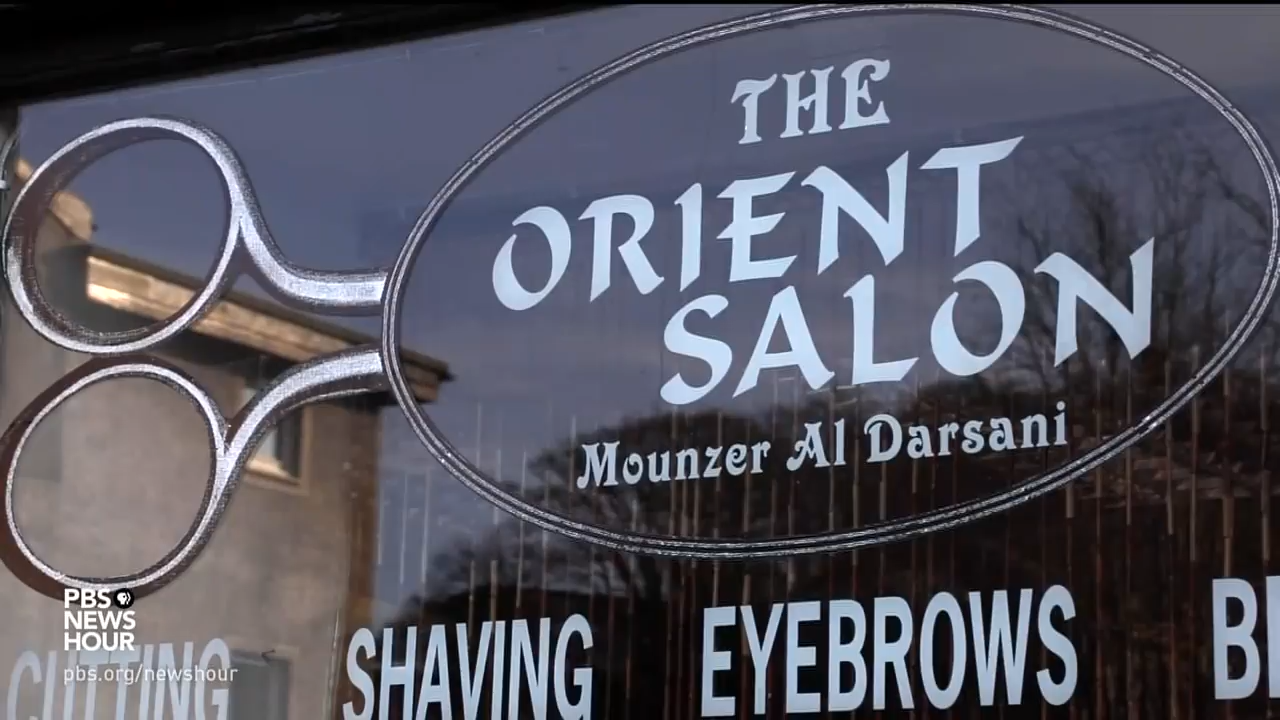 THE
ORIENT
SALON
Mounzer Al Darsani
CUTTING SHAVING EYEBROWS
PBS
NEWS
HOUR
pbs.org/newshour